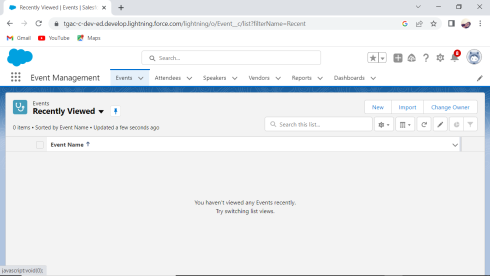 Recently Viewed | Events | Salesf
tgac-c-dev-ed.develop.lightning.force.com/lightning/o/Event__c/list?filterName=Recent
Gmail YouTube Maps
Search...
6
Event Management Events Attendees Speakers Vendors Reports Dashboards
Events
Recently Viewed
New Import Change Owner
0 items • Sorted by Event Name • Updated a few seconds ago
Search this list...
Event Name ↑
You haven't viewed any Events recently.
Try switching list views.
javascript:void(0);